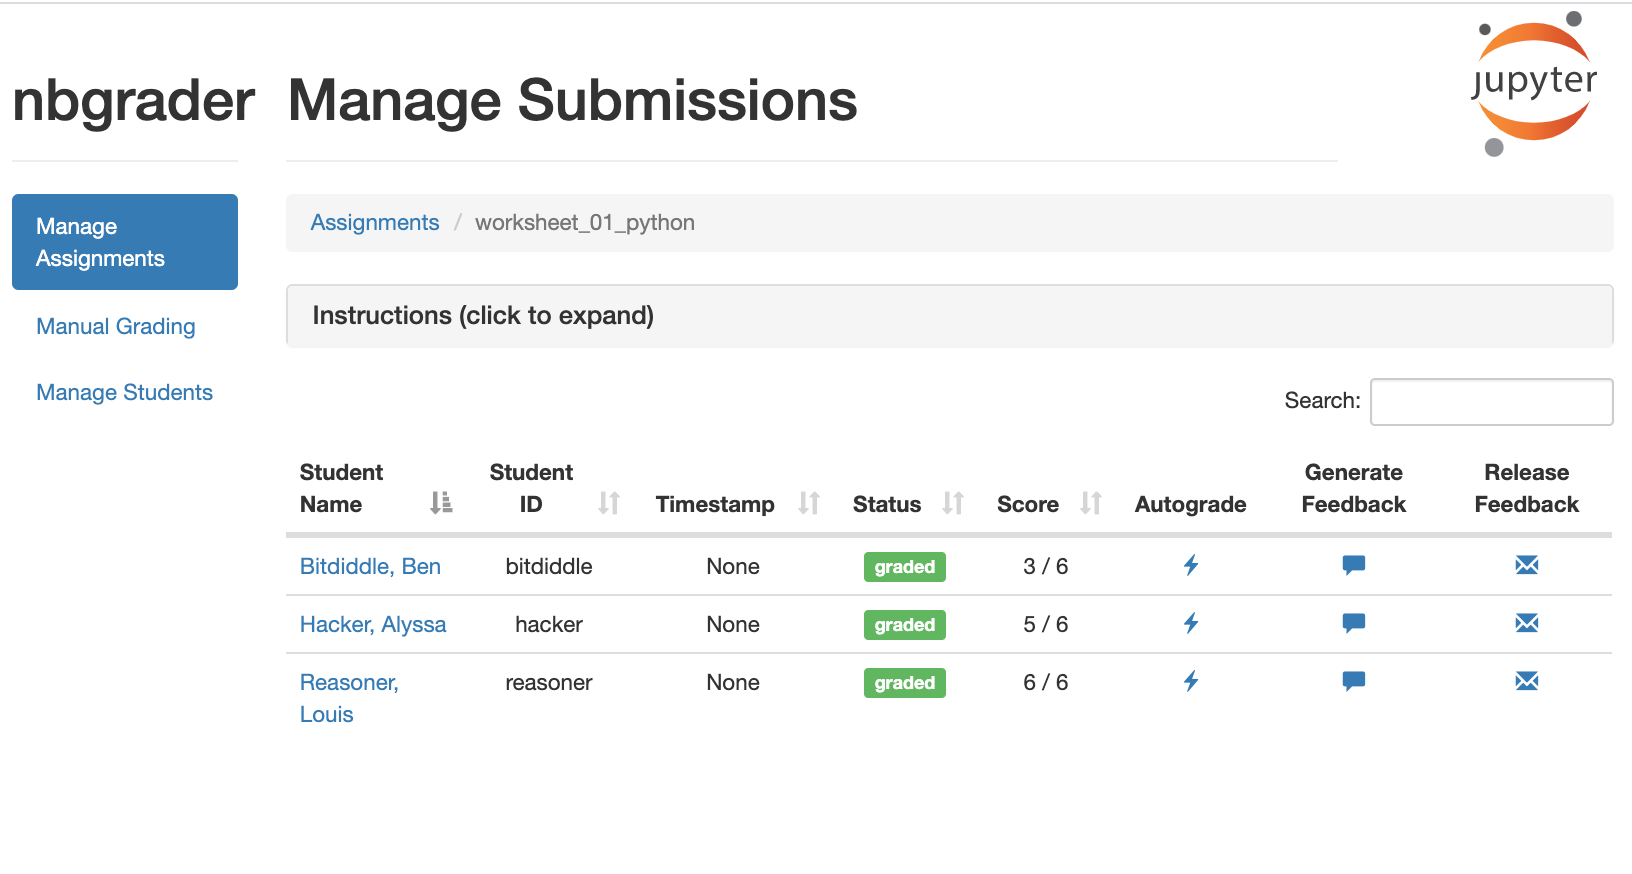 nbgrader Manage Submissions
jupyter
Manage
Assignments
Manual Grading
Manage Students
Assignments / worksheet_01_python
Instructions (click to expand)
Search:
Student Name Student ID Timestamp Status Score Autograde Generate Feedback Release Feedback
Bitdiddle, Ben bitdiddle None graded 3 / 6
Hacker, Alyssa hacker None graded 5 / 6
Reasoner, reasoner None graded 6 / 6
Louis